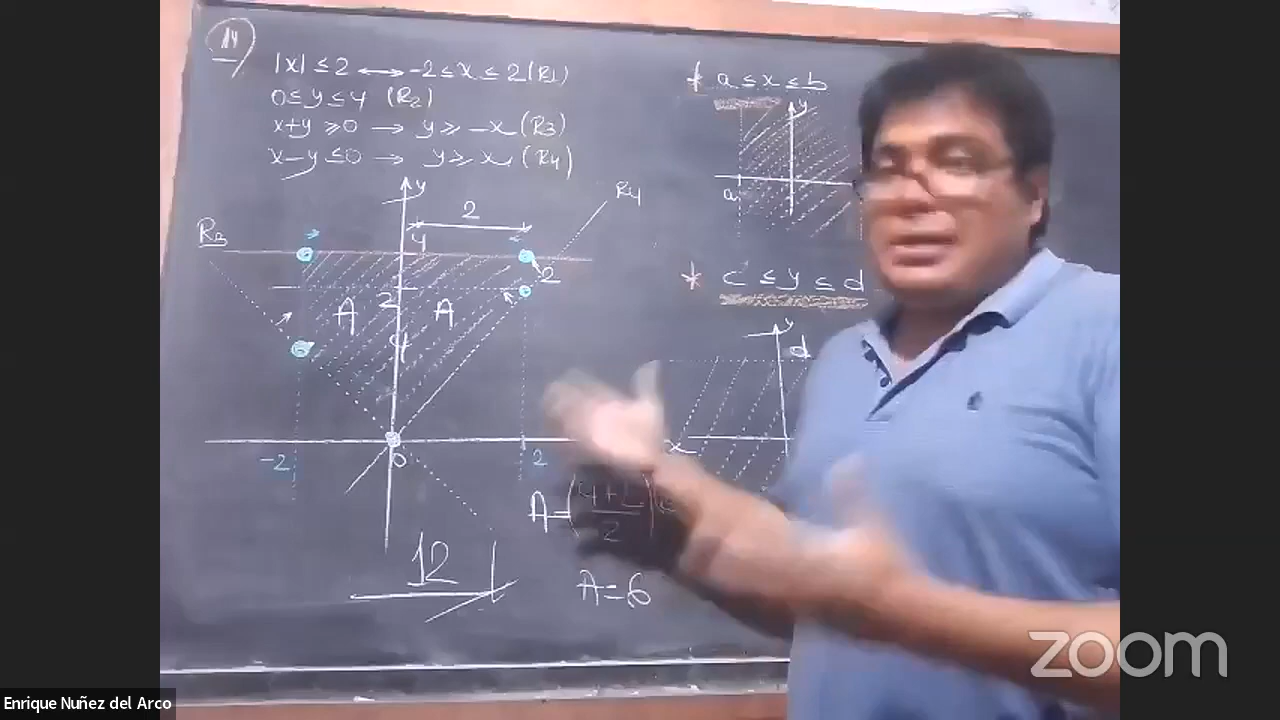 14
|x| ≤ 2 ⟷ -2 ≤ x ≤ 2 (R1)
0 ≤ y ≤ 4 (R2)
x+y ≥ 0 → y ≥ -x (R3)
x-y ≤ 0 → y ≥ x (R4)
* a ≤ x ≤ b
y
a
* c ≤ y ≤ d
y
d
x
y
R3
R4
2
4
2
2
A
A
4
-2
0
2
A=(4+2/2)
A=6
12
Enrique Nuñez del Arco
zoom